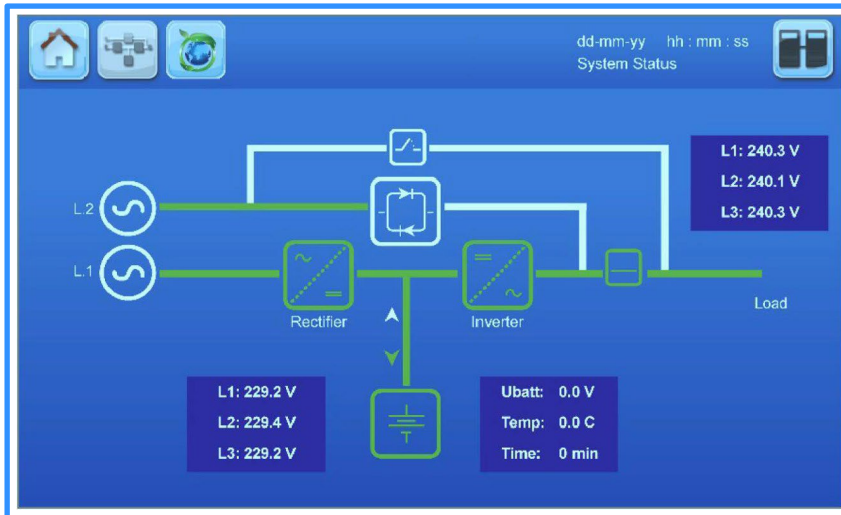 dd-mm-yy hh : mm : ss
System Status
L1: 240.3 V
L2: 240.1 V
L3: 240.3 V
L.2
L.1
Rectifier
Inverter
Load
L1: 229.2 V
L2: 229.4 V
L3: 229.2 V
Ubatt: 0.0 V
Temp: 0.0 C
Time: 0 min